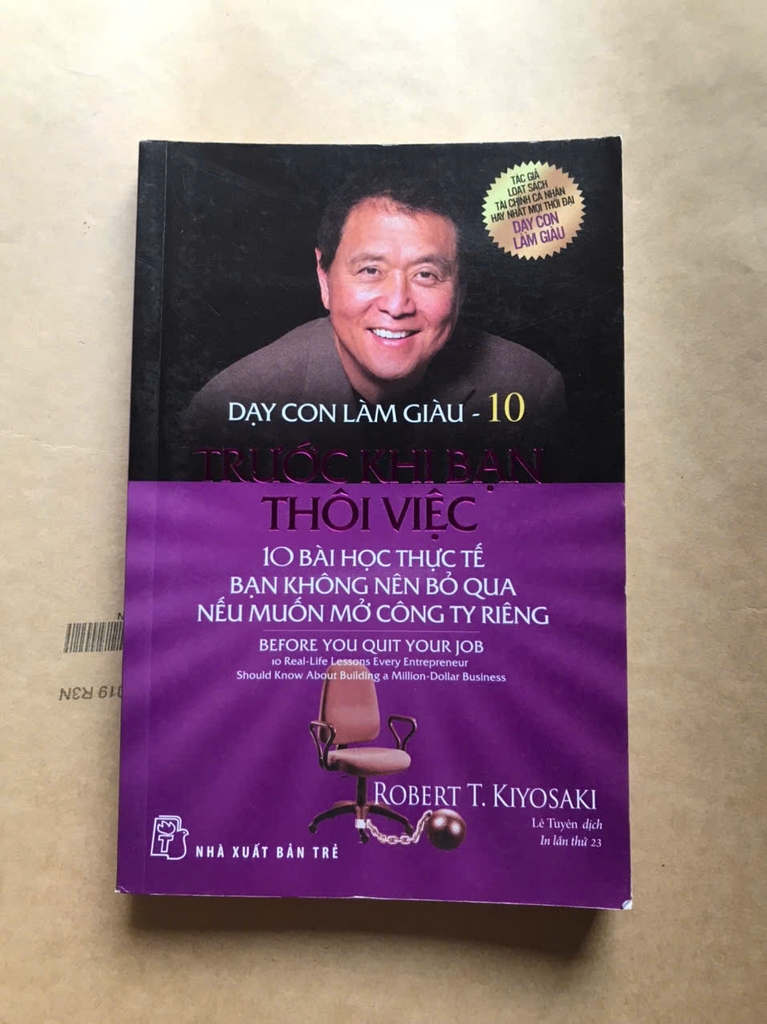 TÁC GIẢ
LOẠT SÁCH
TÀI CHÍNH CÁ NHÂN
HAY NHẤT MỌI THỜI ĐẠI
DẠY CON
LÀM GIÀU
DẠY CON LÀM GIÀU - 10
TRƯỚC KHI BẠN
THÔI VIỆC
10 BÀI HỌC THỰC TẾ
BẠN KHÔNG NÊN BỎ QUA
NẾU MUỐN MỞ CÔNG TY RIÊNG
BEFORE YOU QUIT YOUR JOB
10 Real-Life Lessons Every Entrepreneur
Should Know About Building a Million-Dollar Business
ROBERT T. KIYOSAKI
Lê Tuyên dịch
In lần thứ 23
T
NHÀ XUẤT BẢN TRẺ